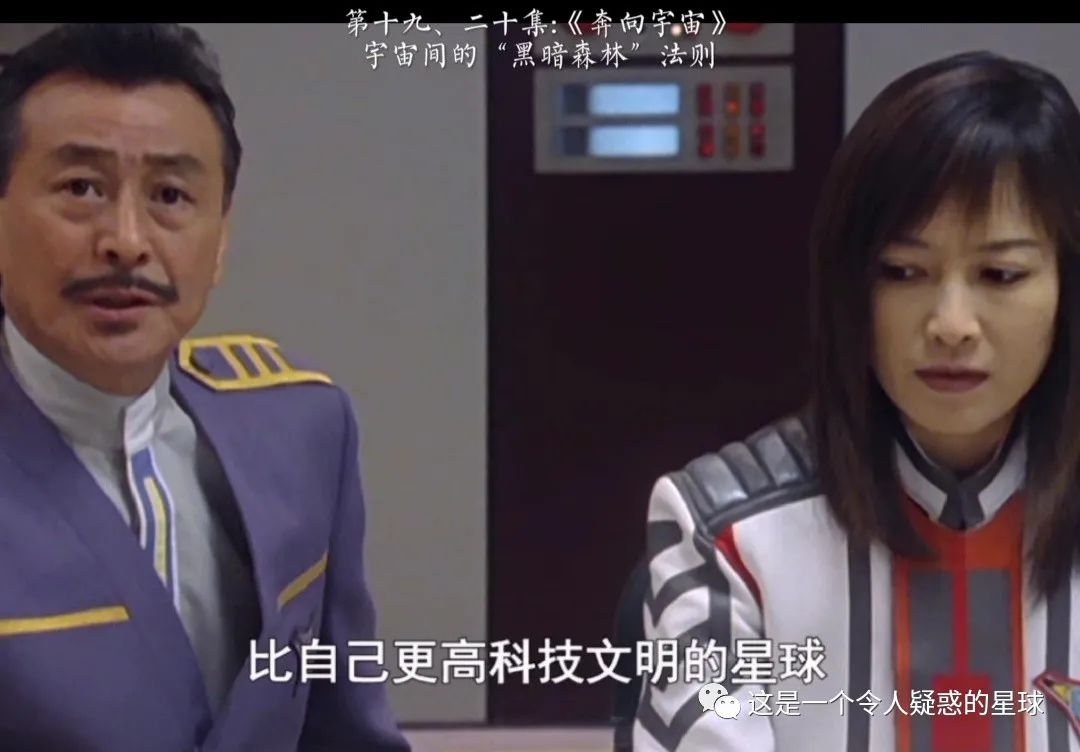 第十九、二十集:《奔向宇宙》
宇宙间的“黑暗森林”法则
比自己更高科技文明的星球
这是一个令人疑惑的星球